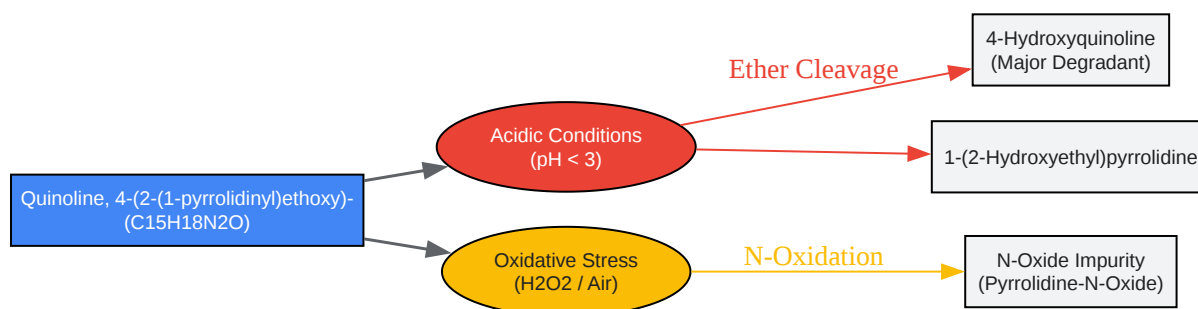 Quinoline, 4-(2-(1-pyrrolidinyl)ethoxy)-
(C15H18N2O)
Acidic Conditions
(pH < 3)
Oxidative Stress
(H2O2 / Air)
Ether Cleavage
N-Oxidation
4-Hydroxyquinoline
(Major Degradant)
1-(2-Hydroxyethyl)pyrrolidine
N-Oxide Impurity
(Pyrrolidine-N-Oxide)